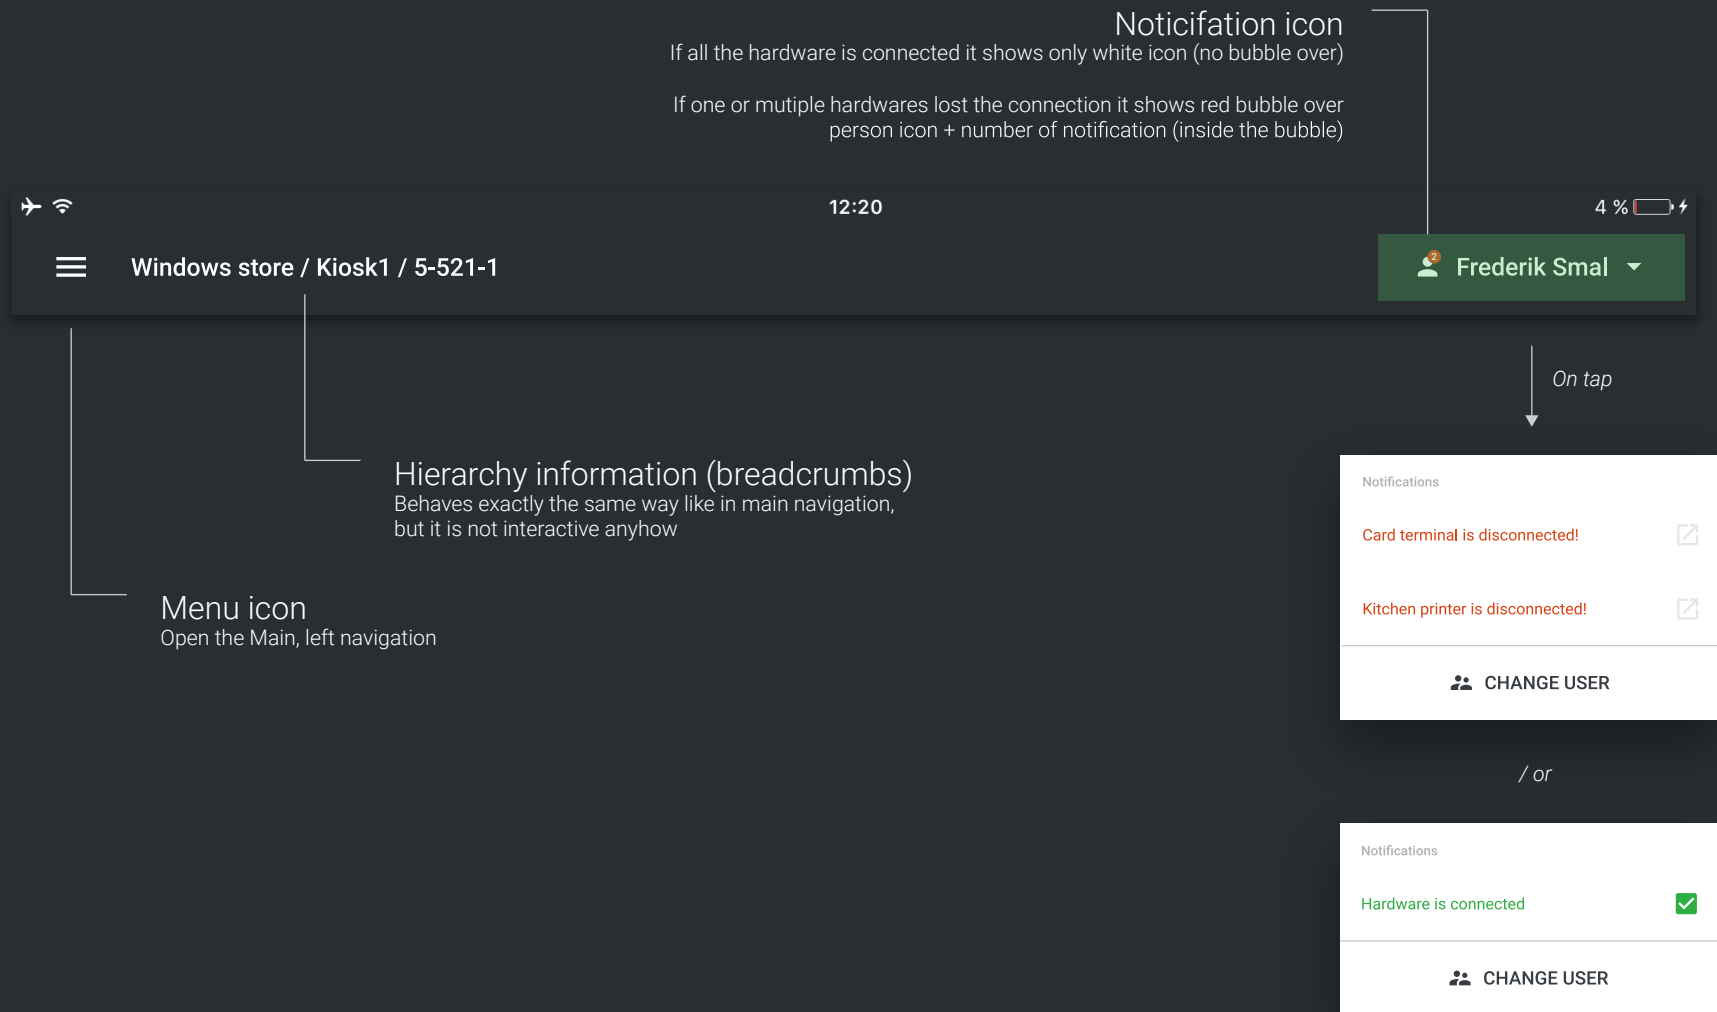 Noticifation icon
If all the hardware is connected it shows only white icon (no bubble over)
If one or mutiple hardwares lost the connection it shows red bubble over
person icon + number of notification (inside the bubble)
12:20
4 %
Windows store / Kiosk1 / 5-521-1
2
Frederik Smal
On tap
Hierarchy information (breadcrumbs)
Behaves exactly the same way like in main navigation,
but it is not interactive anyhow
Menu icon
Open the Main, left navigation
Notifications
Card terminal is disconnected!
Kitchen printer is disconnected!
CHANGE USER
/ or
Notifications
Hardware is connected
CHANGE USER